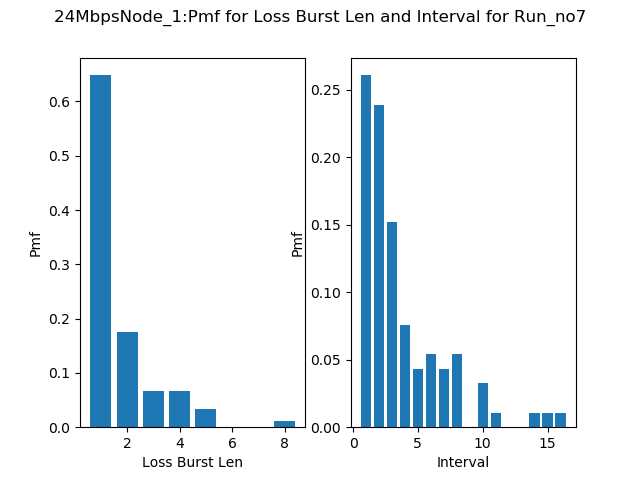 24MbpsNode_1:Pmf for Loss Burst Len and Interval for Run_no7
0.6
0.5
0.4
0.3
0.2
0.1
0.0
Pmf
2 4 6 8
Loss Burst Len
0.25
0.20
0.15
0.10
0.05
0.00
Pmf
0 5 10 15
Interval